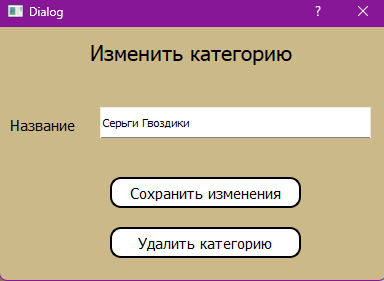 Dialog
?
Изменить категорию
Название
Серьги Гвоздики
Сохранить изменения
Удалить категорию